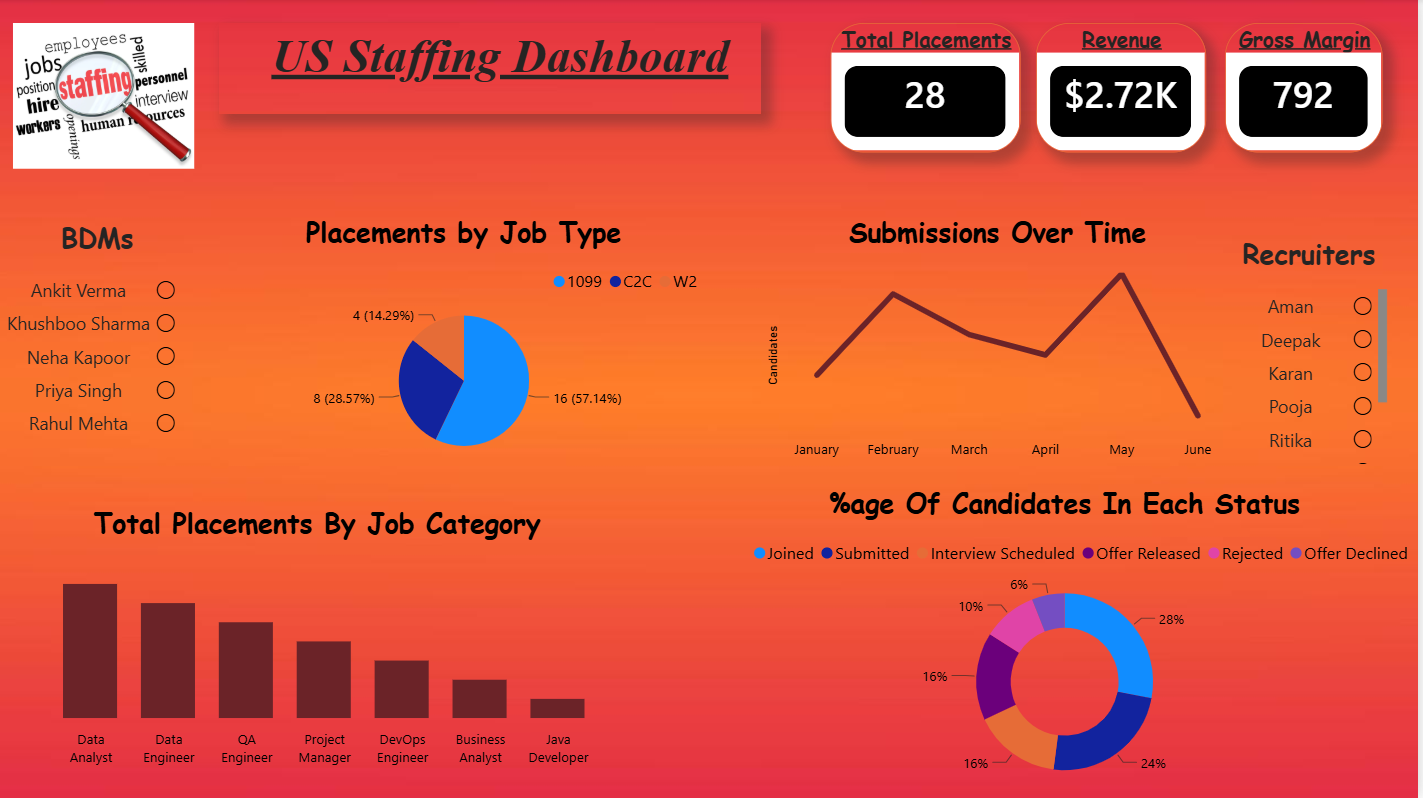 employees
jobs
skilled
position
staffing
personnel
hire
interview
workers
openings
human resources
US Staffing Dashboard
Total Placements
28
Revenue
$2.72K
Gross Margin
792
BDMs
Ankit Verma
Khushboo Sharma
Neha Kapoor
Priya Singh
Rahul Mehta
Placements by Job Type
1099 C2C W2
4 (14.29%)
8 (28.57%)
16 (57.14%)
Submissions Over Time
Candidates
January February March April May June
Recruiters
Aman
Deepak
Karan
Pooja
Ritika
Total Placements By Job Category
Data Data QA Project DevOps Business Java
Analyst Engineer Engineer Manager Engineer Analyst Developer
%age Of Candidates In Each Status
Joined Submitted Interview Scheduled Offer Released Rejected Offer Declined
6%
10%
28%
16%
16%
24%